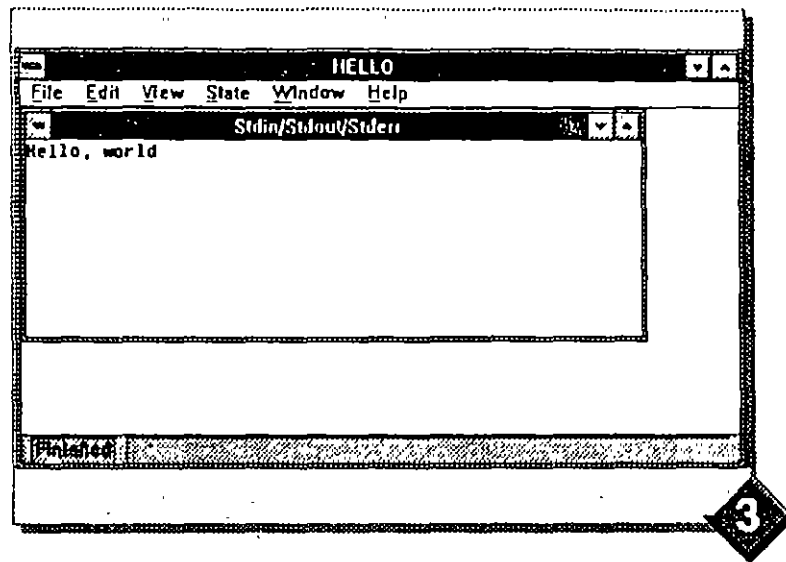 HELLO
File Edit View State Window Help
Stdin/Stdout/Stderr
Hello, world
Finished
3